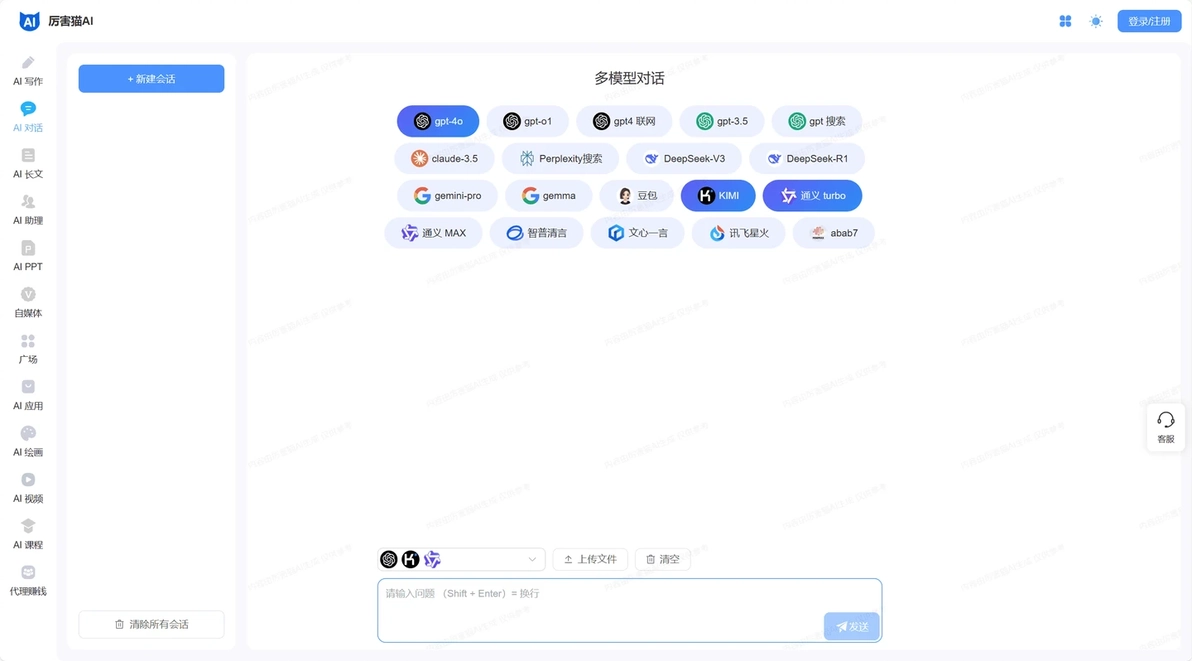 AI 厉害猫AI
登录/注册
AI 写作
AI 对话
AI 长文
AI 助理
AI PPT
自媒体
广场
AI 应用
AI 绘画
AI 视频
AI 课程
代理赚钱
+ 新建会话
清除所有会话
多模型对话
gpt-4o gpt-o1 gpt4 联网 gpt-3.5 gpt 搜索
claude-3.5 Perplexity搜索 DeepSeek-V3 DeepSeek-R1
gemini-pro gemma 豆包 KIMI 通义 turbo
通义 MAX 智普清言 文心一言 讯飞星火 abab7
上传文件 清空
请输入问题 （Shift + Enter）= 换行
发送
客服